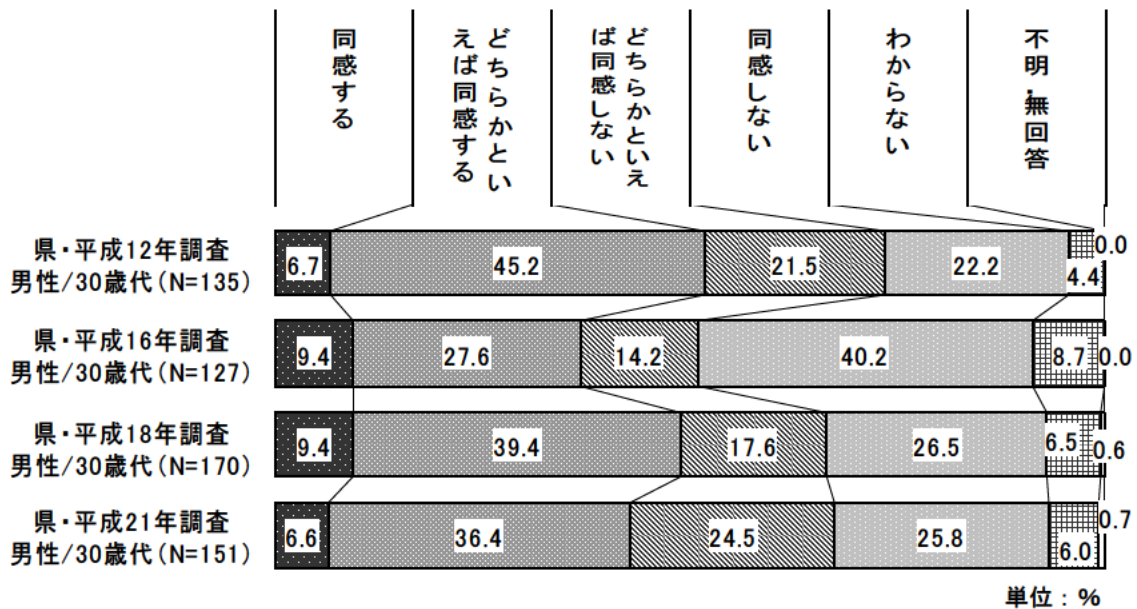 同感する
どちらかとい
えば同感する
どちらかといえ
ば同感しない
同感しない
わからない
不明・無回答
県・平成12年調査
男性/30歳代(N=135)
6.7
45.2
21.5
22.2
4.4
0.0
県・平成16年調査
男性/30歳代(N=127)
9.4
27.6
14.2
40.2
8.7
0.0
県・平成18年調査
男性/30歳代(N=170)
9.4
39.4
17.6
26.5
6.5
0.6
県・平成21年調査
男性/30歳代(N=151)
6.6
36.4
24.5
25.8
6.0
0.7
単位：%